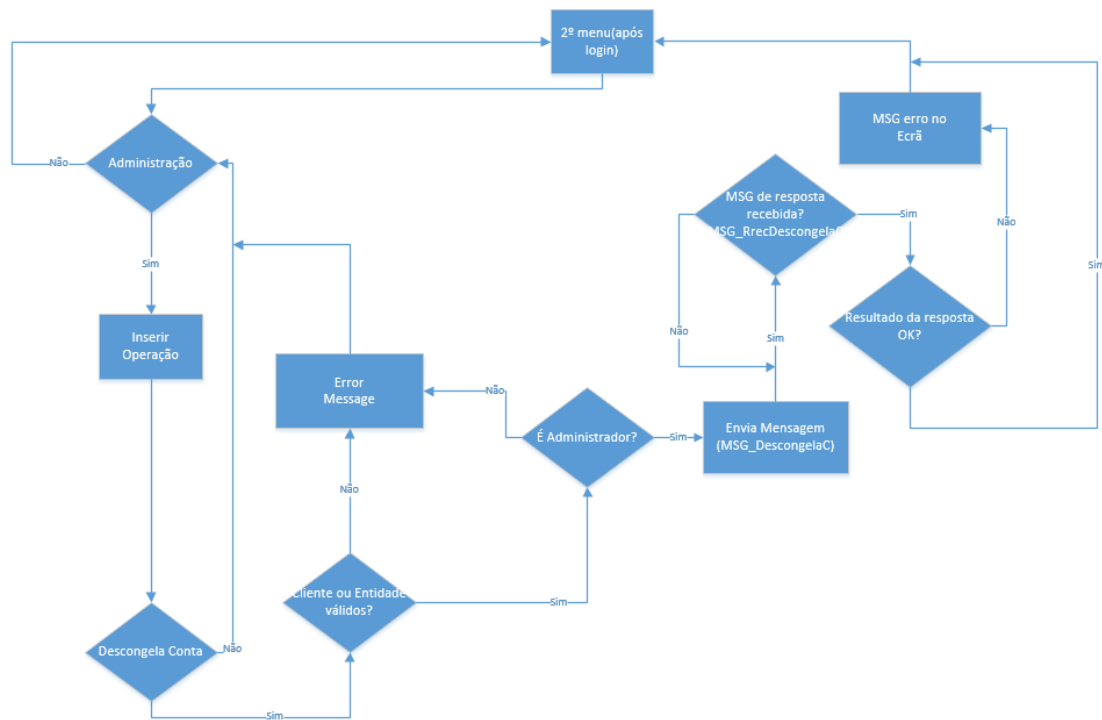 2º menu(após
login)
MSG erro no
Ecrã
Administração
Não
MSG de resposta
recebida?
MSG_RrecDescongelaC
Sim
Não
Sim
Sim
Inserir
Operação
Resultado da resposta
OK?
Não
Sim
Error
Message
Não
É Administrador?
Sim
Envia Mensagem
(MSG_DescongelaC)
Não
Cliente ou Entidade
válidos?
Sim
Descongela Conta
Não
Sim